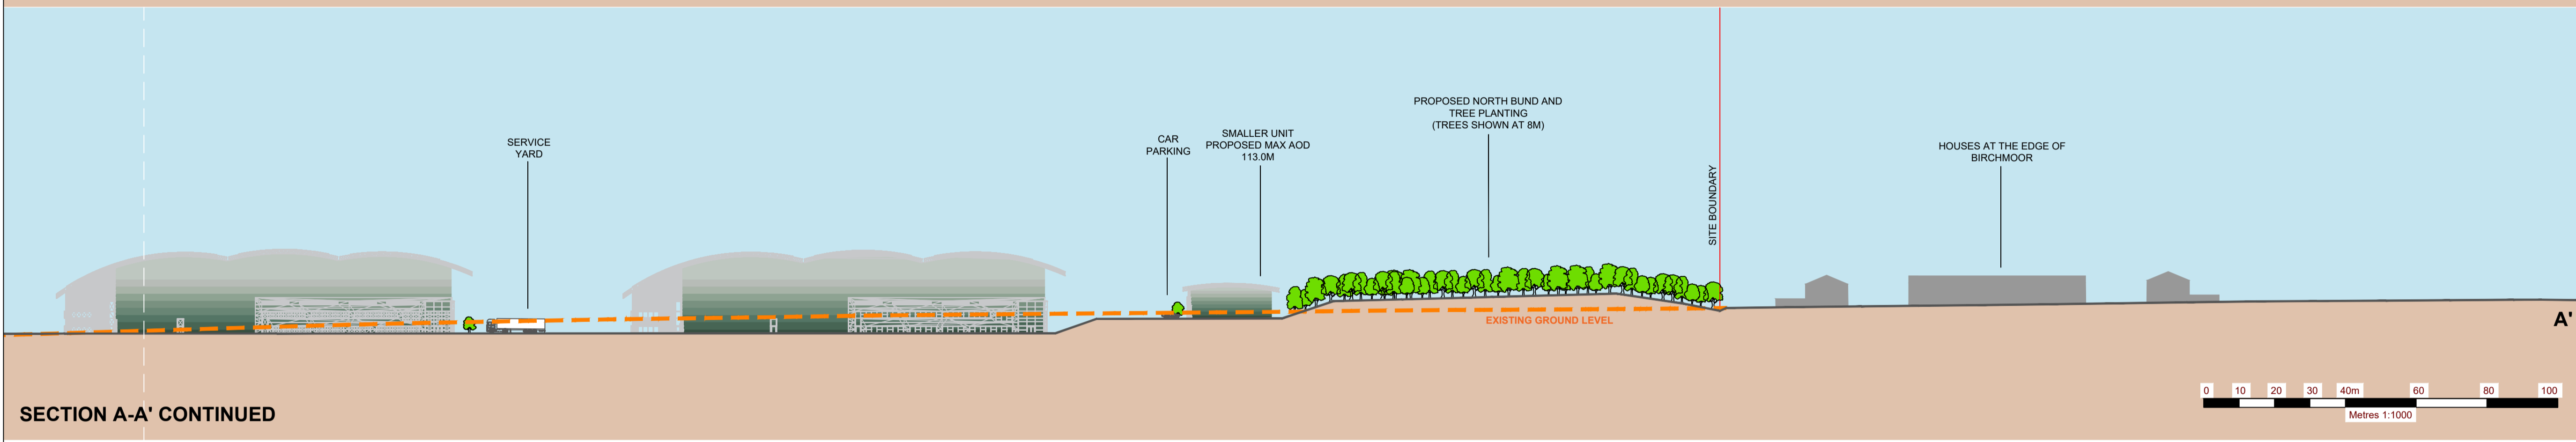 SERVICE
YARD
CAR
PARKING
SMALLER UNIT
PROPOSED MAX AOD
113.0M
PROPOSED NORTH BUND AND
TREE PLANTING
(TREES SHOWN AT 8M)
SITE BOUNDARY
HOUSES AT THE EDGE OF
BIRCHMOOR
EXISTING GROUND LEVEL
A'
SECTION A-A' CONTINUED
0 10 20 30 40m 60 80 100
Metres 1:1000